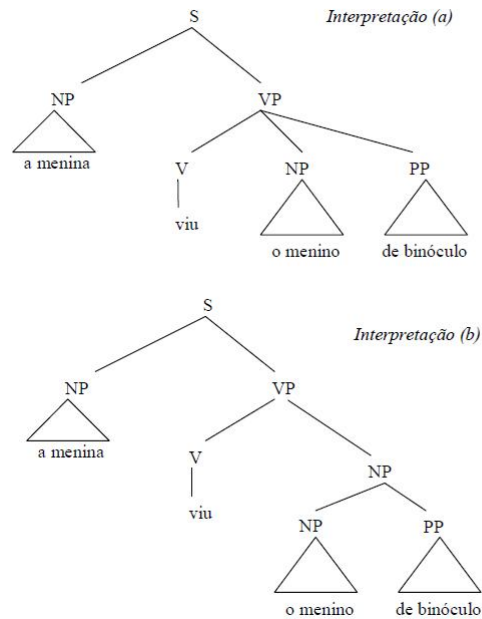 S Interpretação (a)
NP VP
a menina
V NP PP
viu
o menino de binóculo
S
Interpretação (b)
NP VP
a menina
V NP
viu
NP PP
o menino de binóculo